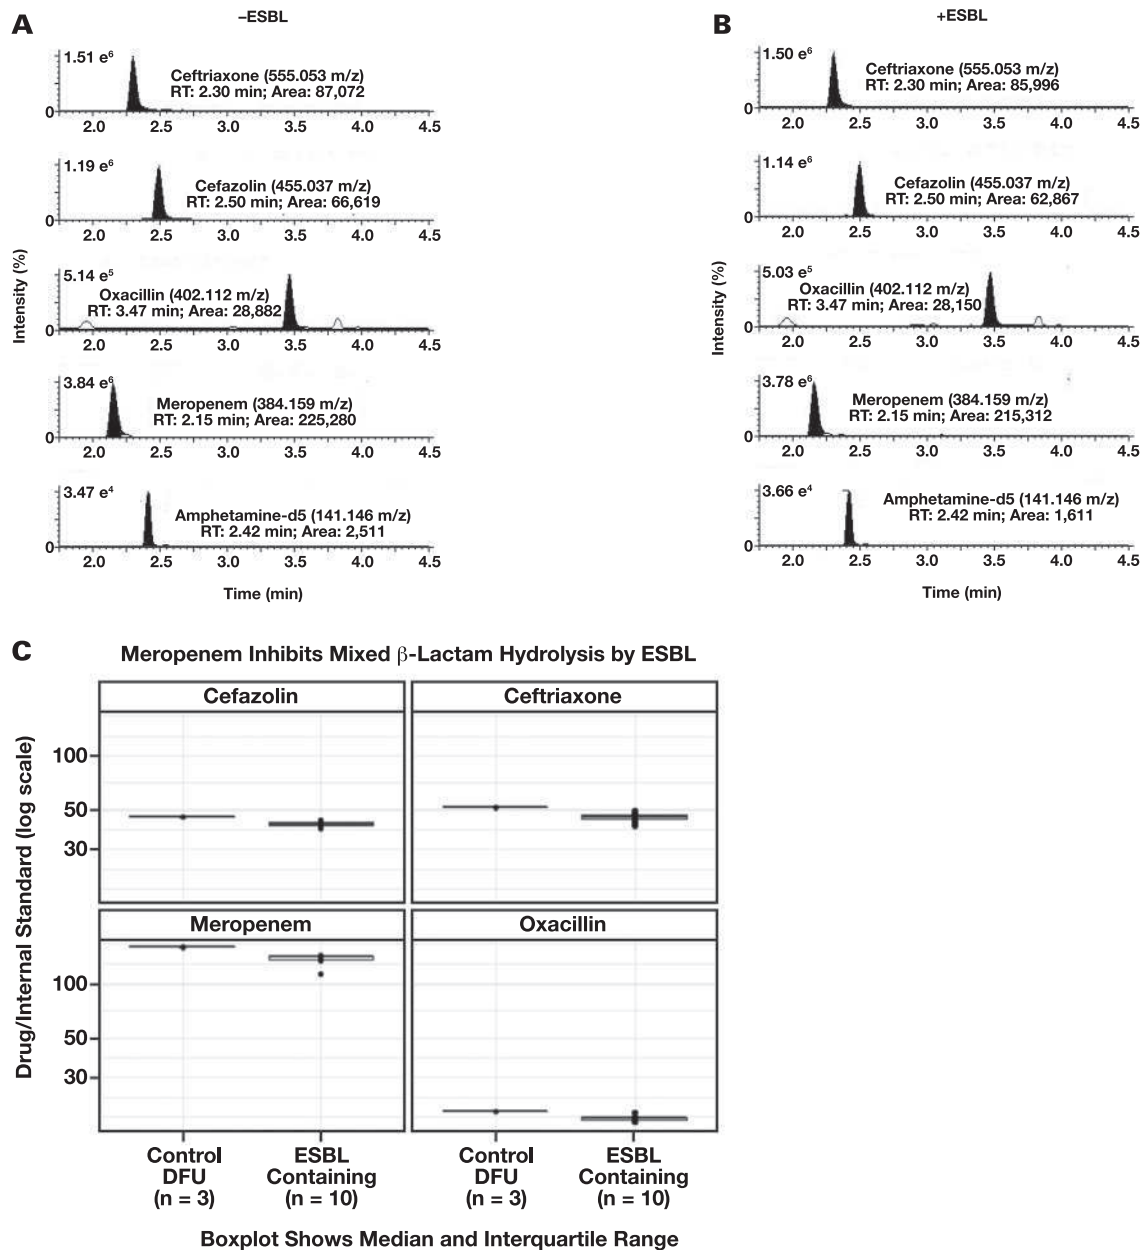 A
–ESBL
1.51 e⁶
Ceftriaxone (555.053 m/z)
RT: 2.30 min; Area: 87,072
0
2.0 2.5 3.0 3.5 4.0 4.5
1.19 e⁶
Cefazolin (455.037 m/z)
RT: 2.50 min; Area: 66,619
0
2.0 2.5 3.0 3.5 4.0 4.5
Intensity (%)
5.14 e⁵
Oxacillin (402.112 m/z)
RT: 3.47 min; Area: 28,882
0
2.0 2.5 3.0 3.5 4.0 4.5
3.84 e⁶
Meropenem (384.159 m/z)
RT: 2.15 min; Area: 225,280
0
2.0 2.5 3.0 3.5 4.0 4.5
3.47 e⁴
Amphetamine-d5 (141.146 m/z)
RT: 2.42 min; Area: 2,511
0
2.0 2.5 3.0 3.5 4.0 4.5
Time (min)
B
+ESBL
1.50 e⁶
Ceftriaxone (555.053 m/z)
RT: 2.30 min; Area: 85,996
0
2.0 2.5 3.0 3.5 4.0 4.5
1.14 e⁶
Cefazolin (455.037 m/z)
RT: 2.50 min; Area: 62,867
0
2.0 2.5 3.0 3.5 4.0 4.5
Intensity (%)
5.03 e⁵
Oxacillin (402.112 m/z)
RT: 3.47 min; Area: 28,150
0
2.0 2.5 3.0 3.5 4.0 4.5
3.78 e⁶
Meropenem (384.159 m/z)
RT: 2.15 min; Area: 215,312
0
2.0 2.5 3.0 3.5 4.0 4.5
3.66 e⁴
Amphetamine-d5 (141.146 m/z)
RT: 2.42 min; Area: 1,611
0
2.0 2.5 3.0 3.5 4.0 4.5
Time (min)
C
Meropenem Inhibits Mixed β-Lactam Hydrolysis by ESBL
Drug/Internal Standard (log scale)
Cefazolin
Ceftriaxone
100
50
30
Meropenem
Oxacillin
100
50
30
Control
DFU
(n = 3)
ESBL
Containing
(n = 10)
Control
DFU
(n = 3)
ESBL
Containing
(n = 10)
Boxplot Shows Median and Interquartile Range